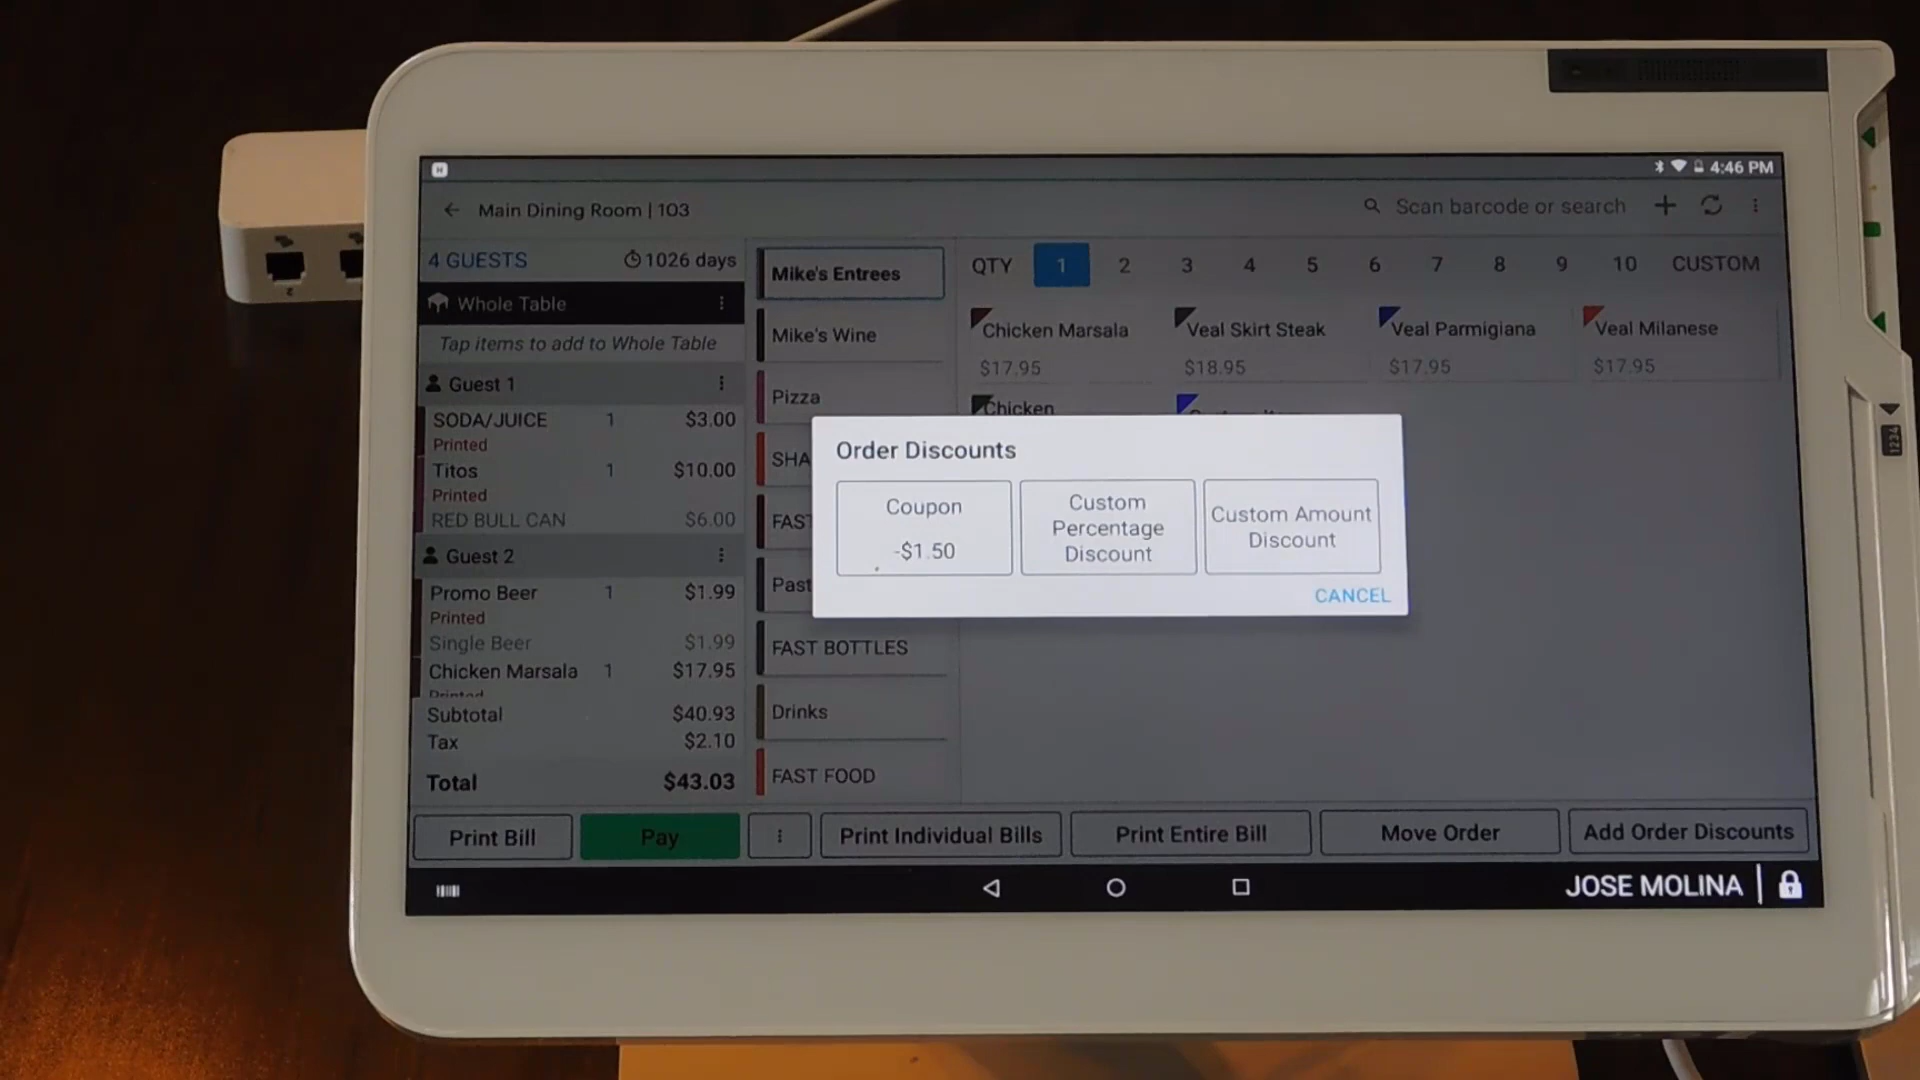 4:46 PM
Main Dining Room | 103
Scan barcode or search
4 GUESTS
1026 days
Whole Table
Tap items to add to Whole Table
Guest 1
SODA/JUICE 1 $3.00
Printed
Titos 1 $10.00
Printed
RED BULL CAN $6.00
Guest 2
Promo Beer 1 $1.99
Printed
Single Beer $1.99
Chicken Marsala 1 $17.95
Printed
Subtotal $40.93
Tax $2.10
Total $43.03
Mike's Entrees
Mike's Wine
Pizza
SHA
FAST
Past
FAST BOTTLES
Drinks
FAST FOOD
QTY 1 2 3 4 5 6 7 8 9 10 CUSTOM
Chicken Marsala
$17.95
Veal Skirt Steak
$18.95
Veal Parmigiana
$17.95
Veal Milanese
$17.95
Chicken
Order Discounts
Coupon
-$1.50
Custom
Percentage
Discount
Custom Amount
Discount
CANCEL
Print Bill
Pay
Print Individual Bills
Print Entire Bill
Move Order
Add Order Discounts
JOSE MOLINA
1234